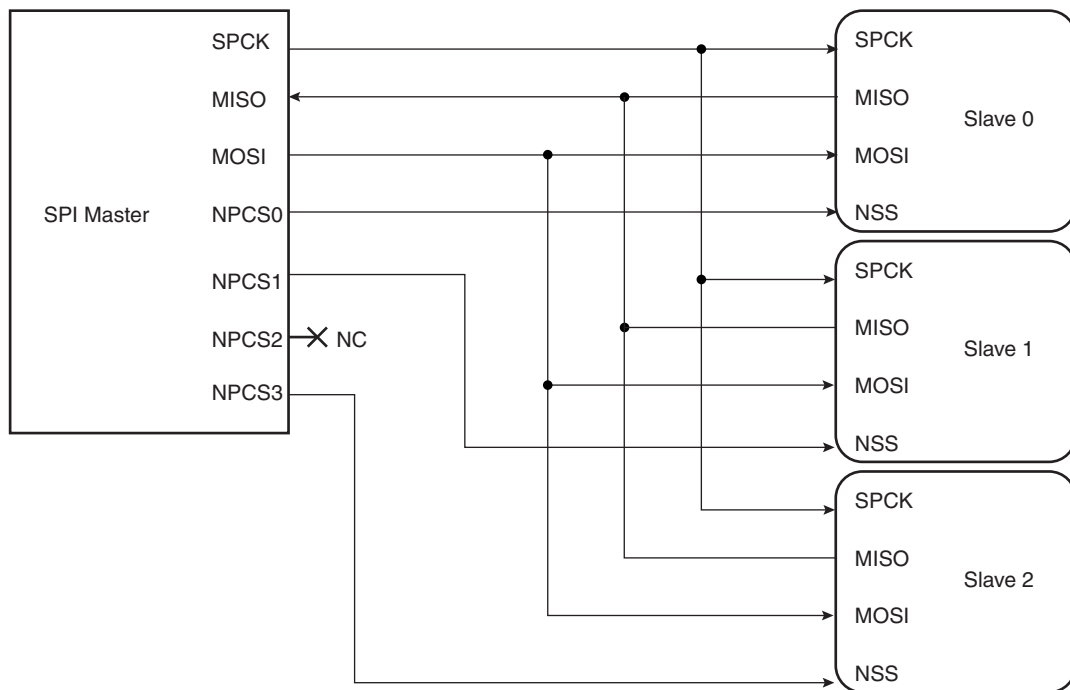 SPI Master
SPCK
MISO
MOSI
NPCS0
NPCS1
NPCS2
NC
NPCS3
SPCK
MISO
Slave 0
MOSI
NSS
SPCK
MISO
Slave 1
MOSI
NSS
SPCK
MISO
Slave 2
MOSI
NSS